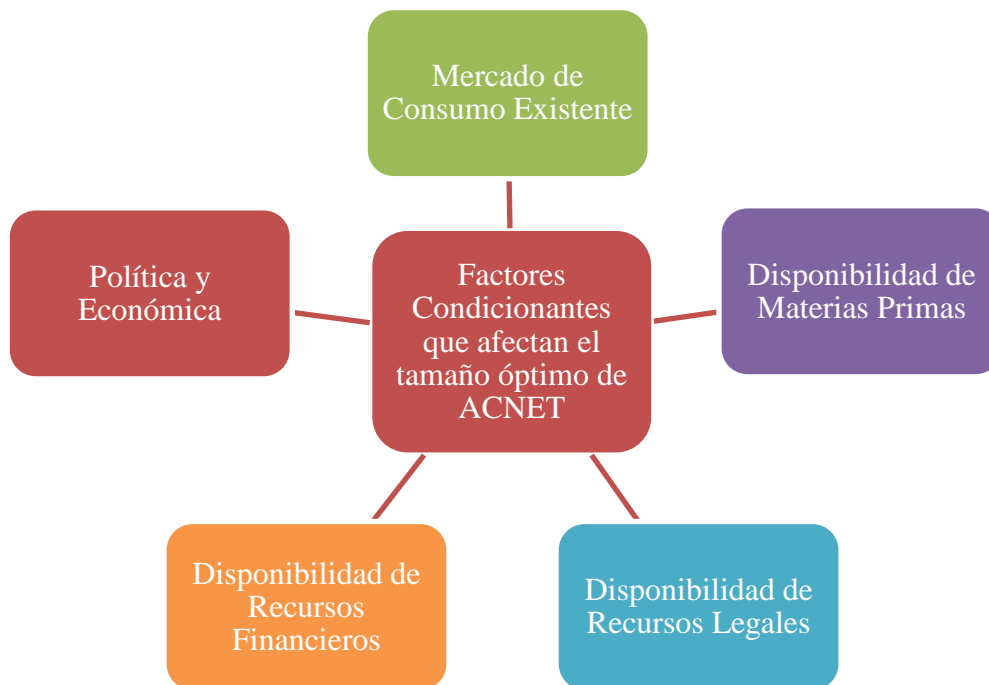 Mercado de
Consumo Existente
Política y
Económica
Factores
Condicionantes
que afectan el
tamaño óptimo de
ACNET
Disponibilidad de
Materias Primas
Disponibilidad de
Recursos
Financieros
Disponibilidad de
Recursos Legales